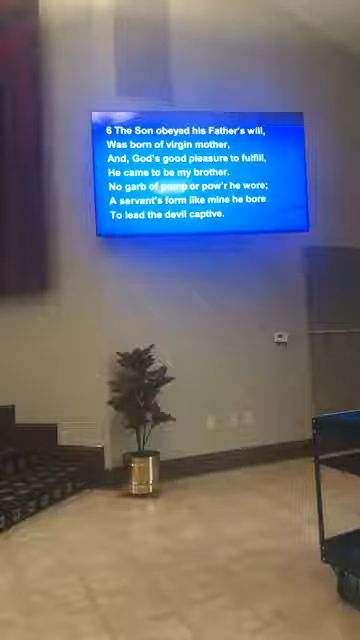 6 The Son obeyed his Father's will,
Was born of virgin mother,
And, God's good pleasure to fulfill,
He came to be my brother.
No garb of pomp or pow'r he wore;
A servant's form like mine he bore
To lead the devil captive.